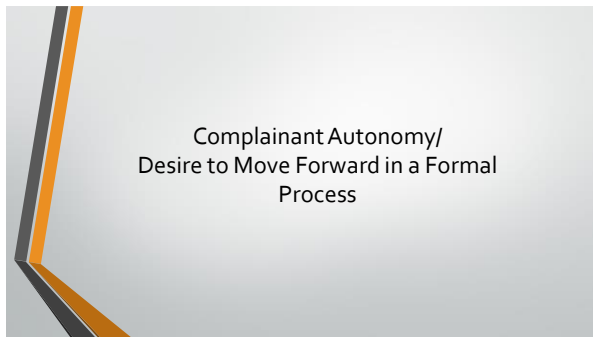 Complainant Autonomy/
Desire to Move Forward in a Formal
Process